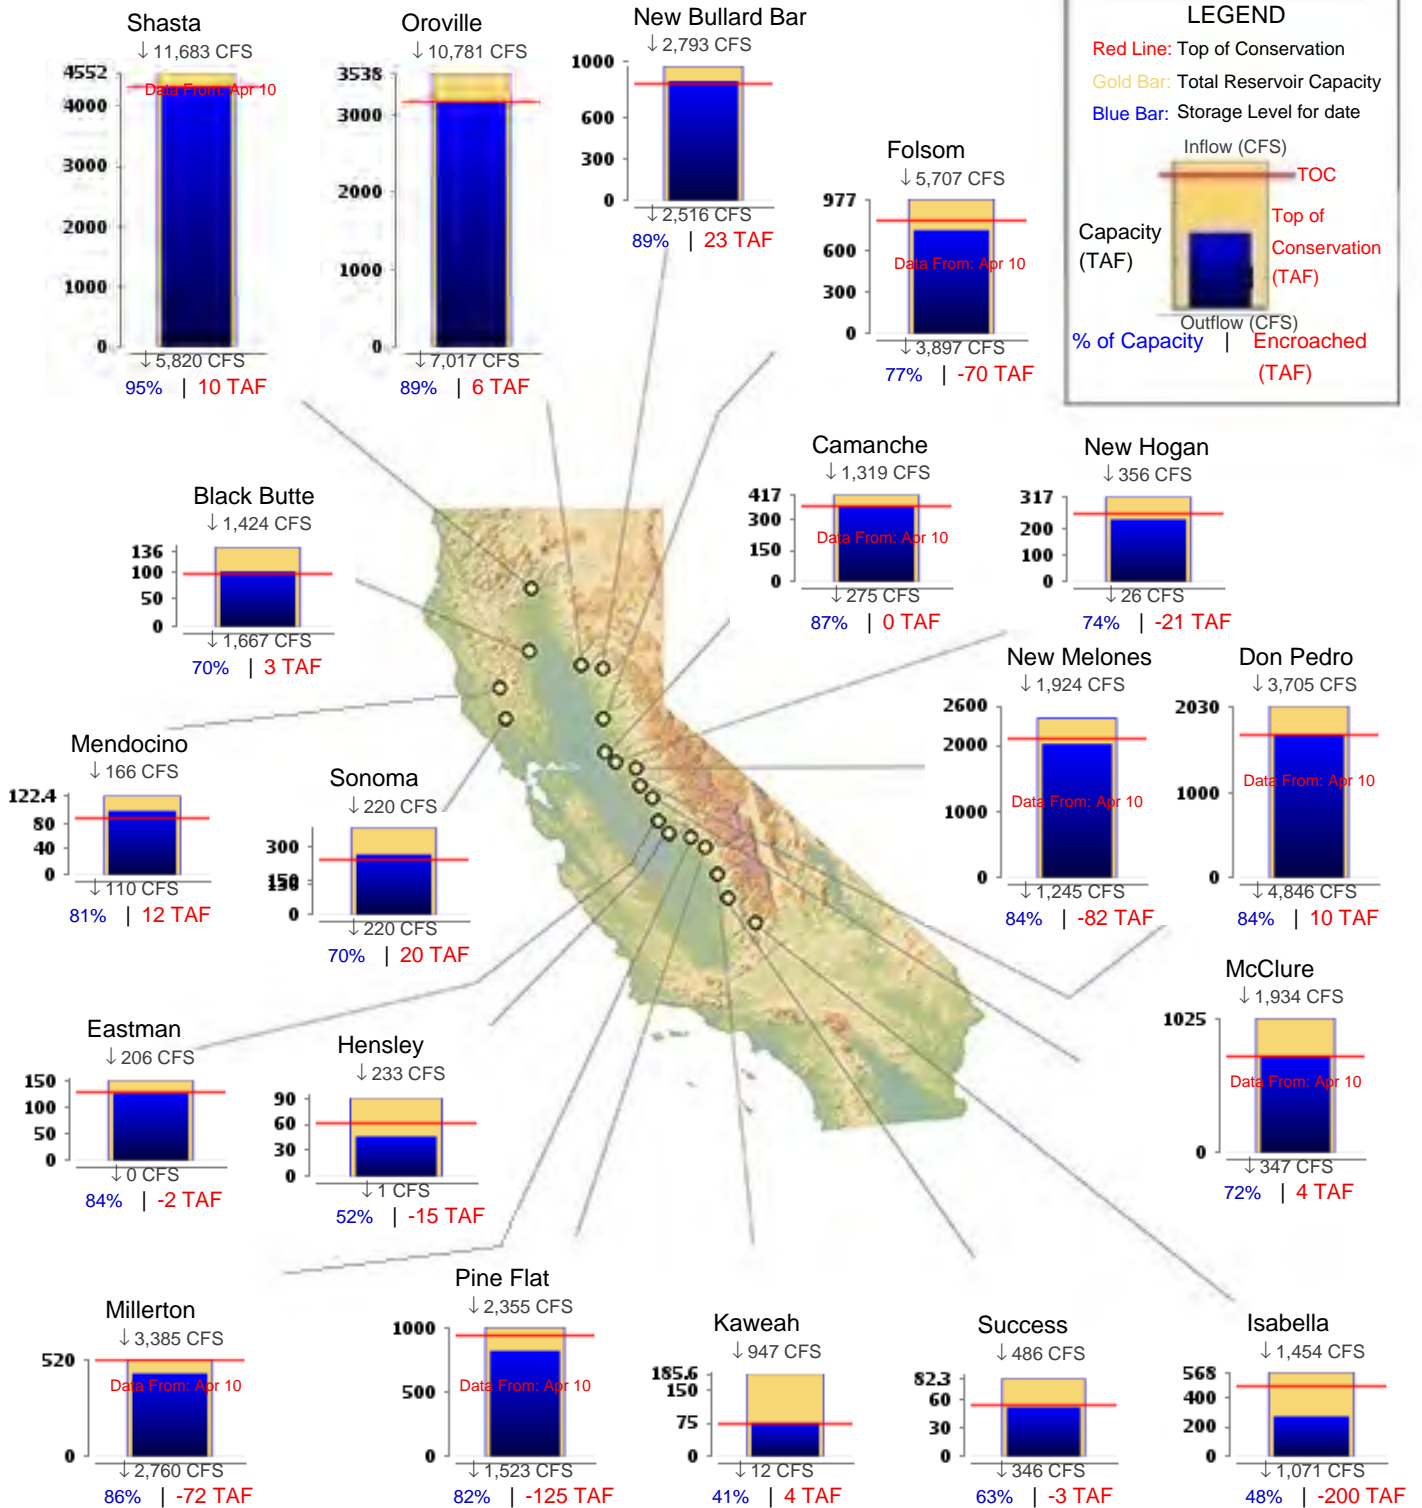 Shasta
↓ 11,683 CFS
4552
4000
3000
2000
1000
0
Data From: Apr 10
↓ 5,820 CFS
95% | 10 TAF
Oroville
↓ 10,781 CFS
3538
3000
2000
1000
0
↓ 7,017 CFS
89% | 6 TAF
New Bullard Bar
↓ 2,793 CFS
1000
600
300
0
↓ 2,516 CFS
89% | 23 TAF
Folsom
↓ 5,707 CFS
977
600
300
0
Data From: Apr 10
↓ 3,897 CFS
77% | -70 TAF
LEGEND
Red Line: Top of Conservation
Gold Bar: Total Reservoir Capacity
Blue Bar: Storage Level for date
Inflow (CFS)
TOC
Capacity
(TAF)
Top of
Conservation
(TAF)
Outflow (CFS)
% of Capacity | Encroached
(TAF)
Black Butte
↓ 1,424 CFS
136
100
50
0
↓ 1,667 CFS
70% | 3 TAF
Camanche
↓ 1,319 CFS
417
300
150
0
Data From: Apr 10
↓ 275 CFS
87% | 0 TAF
New Hogan
↓ 356 CFS
317
200
100
0
↓ 26 CFS
74% | -21 TAF
Mendocino
↓ 166 CFS
122.4
80
40
0
↓ 110 CFS
81% | 12 TAF
Sonoma
↓ 220 CFS
300
150
0
↓ 220 CFS
70% | 20 TAF
New Melones
↓ 1,924 CFS
2600
2000
1000
0
Data From: Apr 10
↓ 1,245 CFS
84% | -82 TAF
Don Pedro
↓ 3,705 CFS
2030
1000
0
Data From: Apr 10
↓ 4,846 CFS
84% | 10 TAF
McClure
↓ 1,934 CFS
1025
0
Data From: Apr 10
↓ 347 CFS
72% | 4 TAF
Eastman
↓ 206 CFS
150
100
50
0
↓ 0 CFS
84% | -2 TAF
Hensley
↓ 233 CFS
90
60
30
0
↓ 1 CFS
52% | -15 TAF
Millerton
↓ 3,385 CFS
520
0
Data From: Apr 10
↓ 2,760 CFS
86% | -72 TAF
Pine Flat
↓ 2,355 CFS
1000
500
0
Data From: Apr 10
↓ 1,523 CFS
82% | -125 TAF
Kaweah
↓ 947 CFS
185.6
150
75
0
↓ 12 CFS
41% | 4 TAF
Success
↓ 486 CFS
82.3
60
30
0
↓ 346 CFS
63% | -3 TAF
Isabella
↓ 1,454 CFS
568
400
200
0
↓ 1,071 CFS
48% | -200 TAF